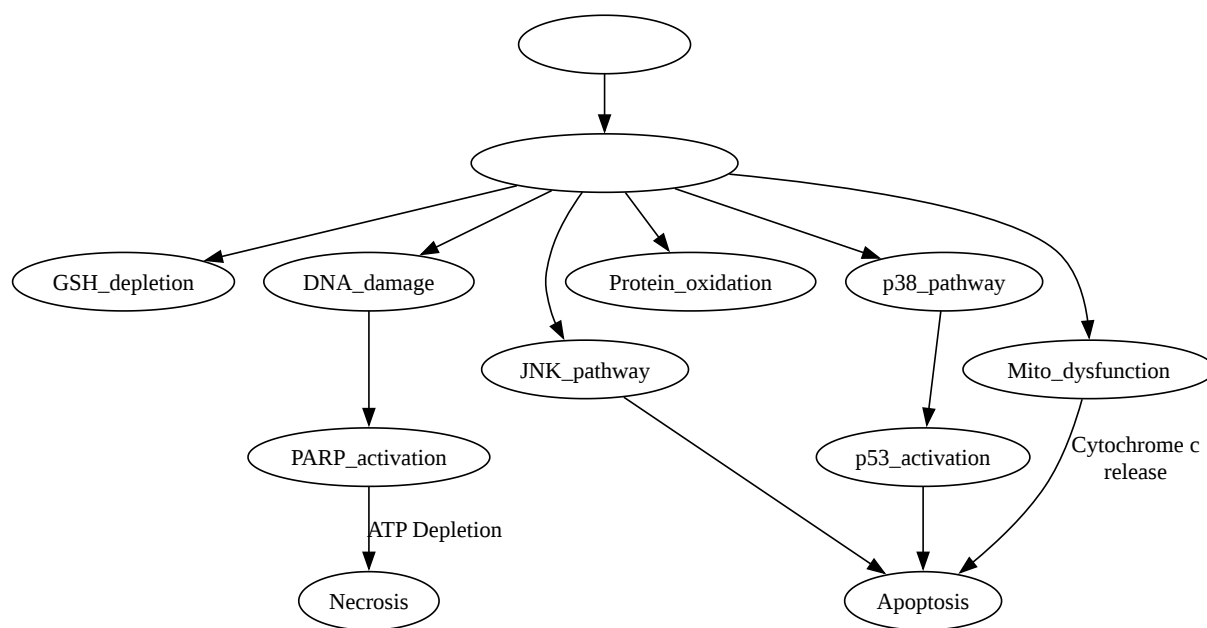 GSH_depletion
DNA_damage
Protein_oxidation
p38_pathway
JNK_pathway
Mito_dysfunction
PARP_activation
p53_activation
Cytochrome c
release
ATP Depletion
Necrosis
Apoptosis